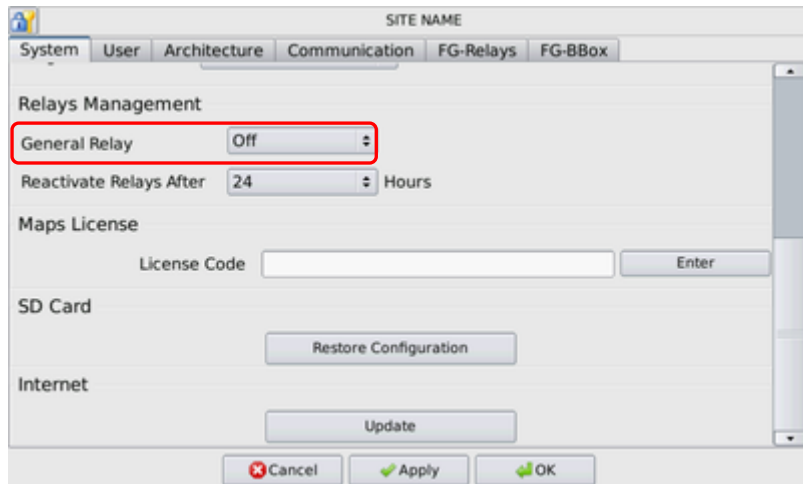 SITE NAME
System User Architecture Communication FG-Relays FG-BBox
Relays Management
General Relay Off
Reactivate Relays After 24 Hours
Maps License
License Code Enter
SD Card
Restore Configuration
Internet
Update
Cancel Apply OK